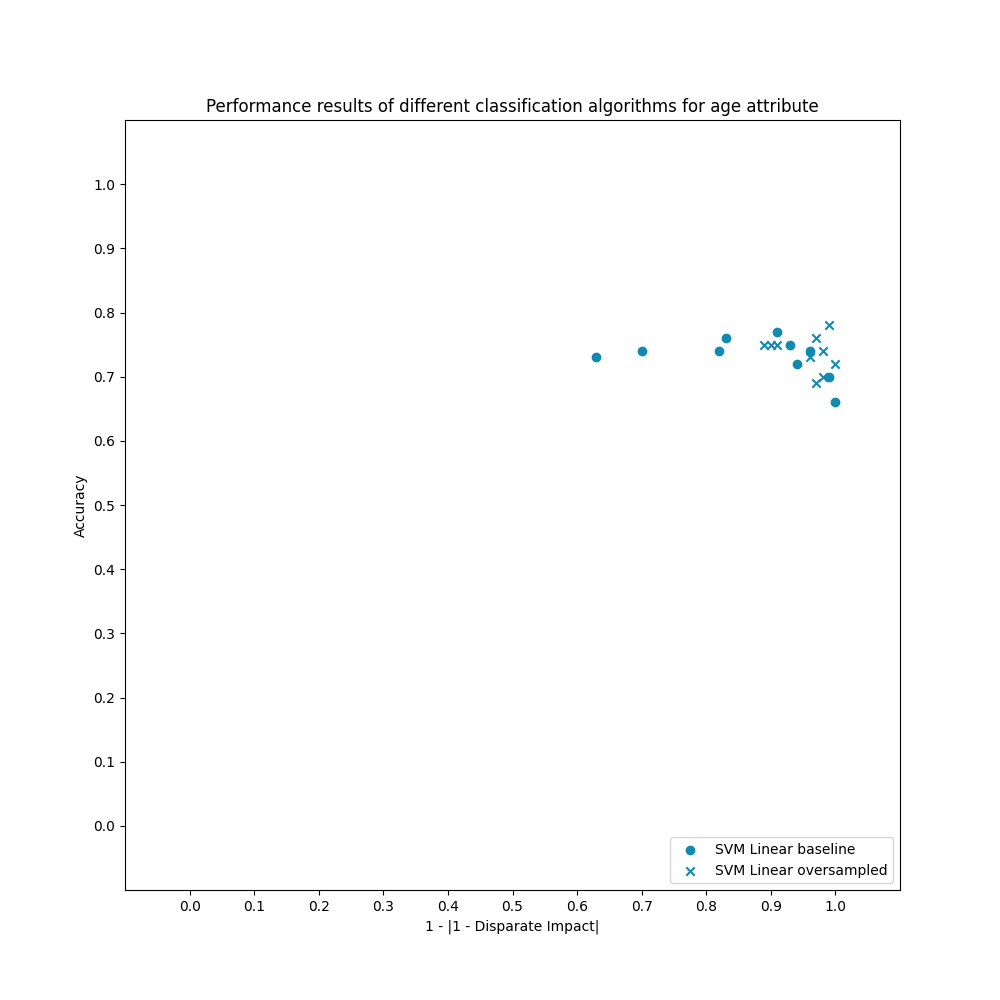 Performance results of different classification algorithms for age attribute
1.0
0.9
0.8
0.7
0.6
0.5
0.4
0.3
0.2
0.1
0.0
Accuracy
SVM Linear baseline
SVM Linear oversampled
0.0 0.1 0.2 0.3 0.4 0.5 0.6 0.7 0.8 0.9 1.0
1 - |1 - Disparate Impact|